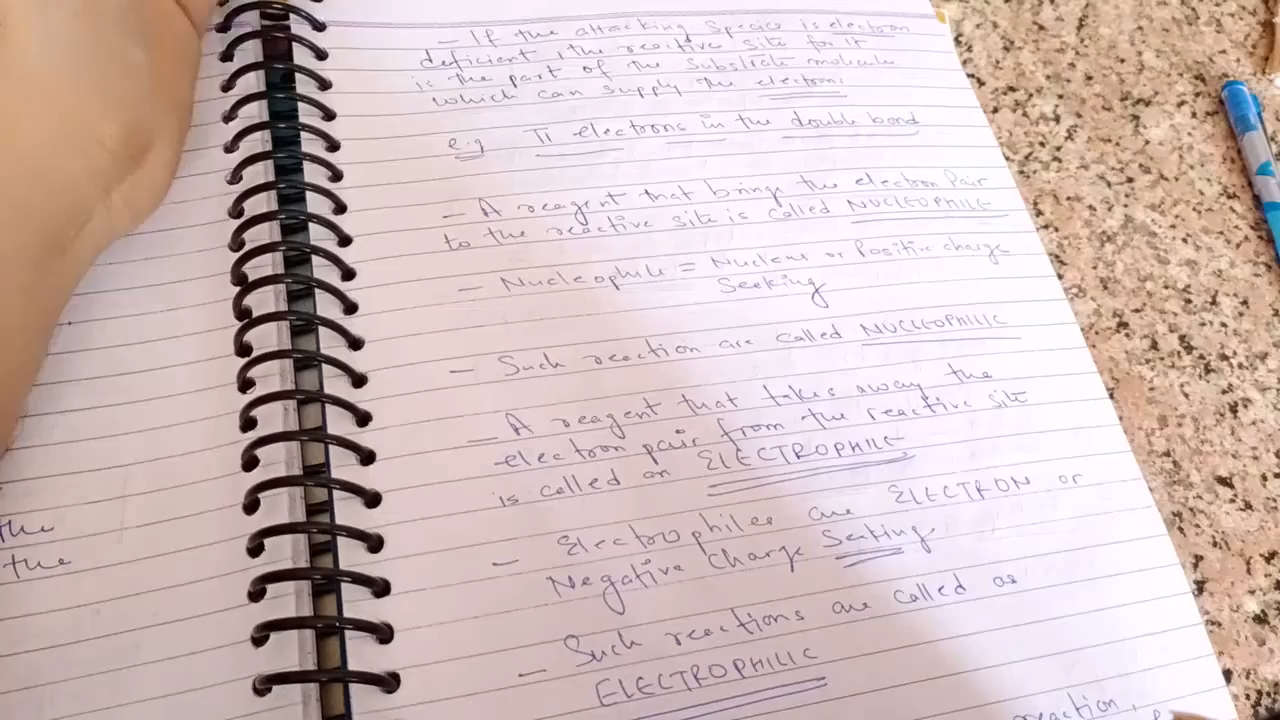 the
the
- If the attacking species is electron
deficient, the reactive site for it
is the part of the substrate molecule
which can supply the electrons
e.g π electrons in the double bond
- A reagent that brings the electron pair
to the reactive site is called NUCLEOPHILE
- Nucleophile = Nucleus or Positive charge
Seeking
- Such reaction are called NUCLEOPHILIC
- A reagent that takes away the
electron pair from the reactive site
is called an ELECTROPHILE
- Electrophiles are ELECTRON or
Negative Charge Seeking
- Such reactions are called as
ELECTROPHILIC
reaction,